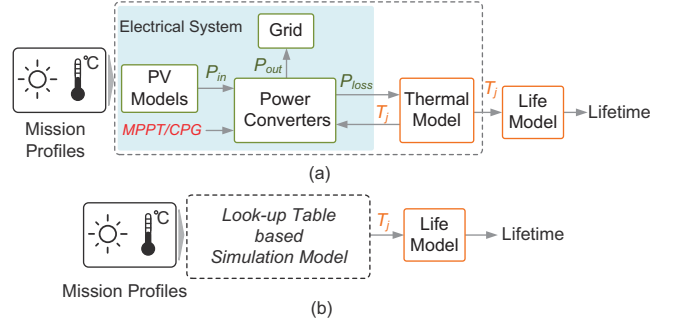 Electrical System
Grid
°C
PV
Models
P_in
P_out
P_loss
Power
Converters
T_j
Thermal
Model
T_j
Life
Model
Lifetime
MPPT/CPG
Mission
Profiles
(a)
°C
Look-up Table
based
Simulation Model
T_j
Life
Model
Lifetime
Mission Profiles
(b)